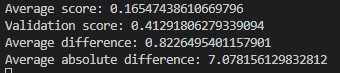 Average score: 0.16547438610669796
Validation score: 0.41291806279339094
Average difference: 0.8226495401157901
Average absolute difference: 7.078156129832812